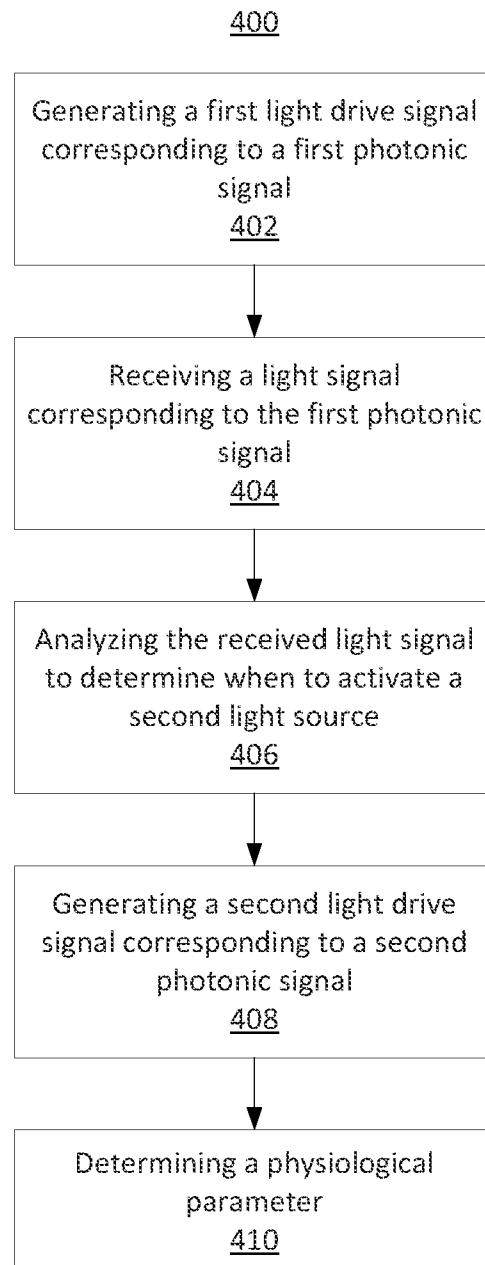 400
Generating a first light drive signal
corresponding to a first photonic
signal
402
Receiving a light signal
corresponding to the first photonic
signal
404
Analyzing the received light signal
to determine when to activate a
second light source
406
Generating a second light drive
signal corresponding to a second
photonic signal
408
Determining a physiological
parameter
410